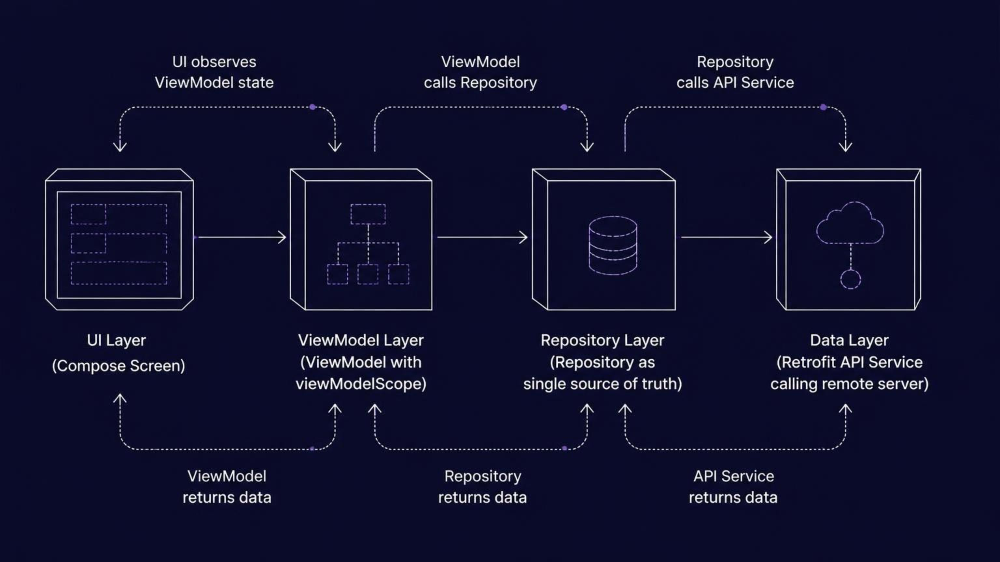 UI observes
ViewModel state
ViewModel
calls Repository
Repository
calls API Service
UI Layer
(Compose Screen)
ViewModel Layer
(ViewModel with
viewModelScope)
Repository Layer
(Repository as
single source of truth)
Data Layer
(Retrofit API Service
calling remote server)
ViewModel
returns data
Repository
returns data
API Service
returns data